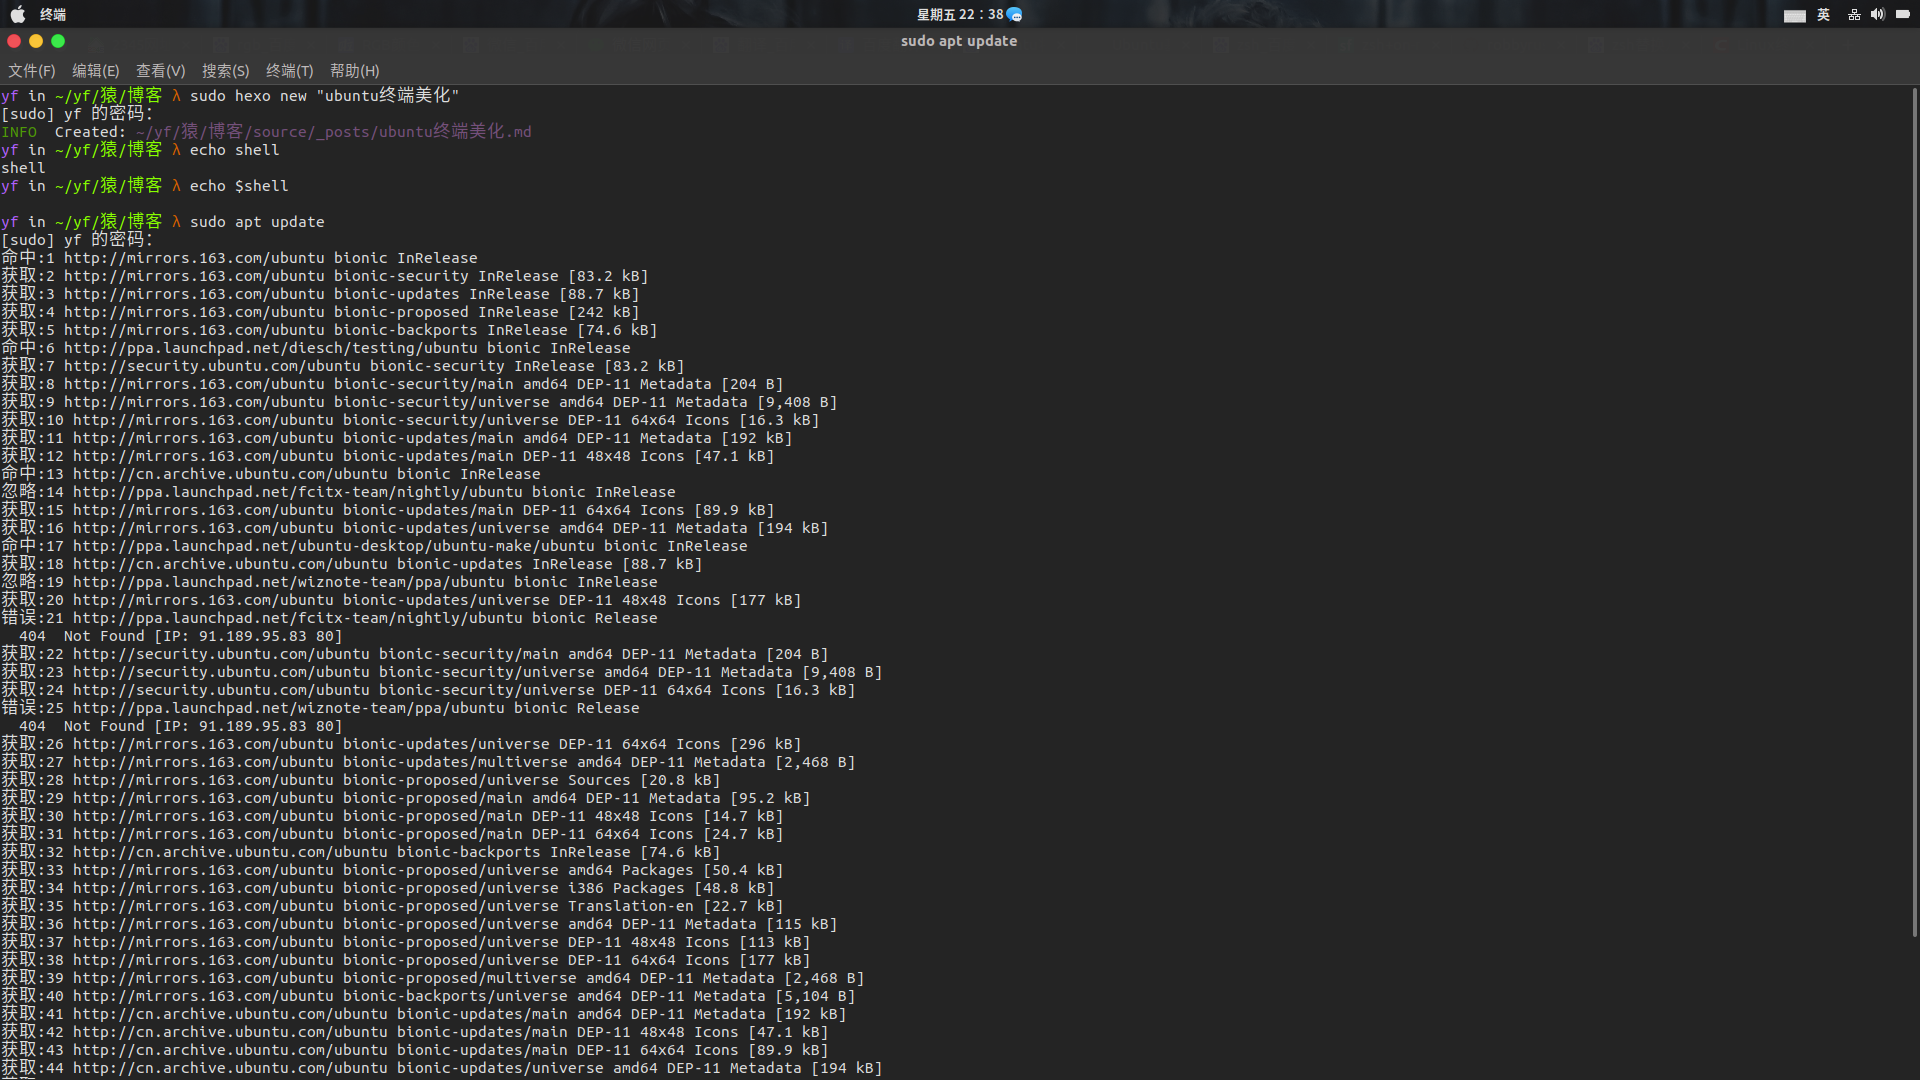 终端
星期五 22：38
英
sudo apt update
文件(F) 编辑(E) 查看(V) 搜索(S) 终端(T) 帮助(H)
yf in ~/yf/猿/博客 λ sudo hexo new "ubuntu终端美化"
[sudo] yf 的密码：
INFO  Created: ~/yf/猿/博客/source/_posts/ubuntu终端美化.md
yf in ~/yf/猿/博客 λ echo shell
shell
yf in ~/yf/猿/博客 λ echo $shell
yf in ~/yf/猿/博客 λ sudo apt update
[sudo] yf 的密码：
命中:1 http://mirrors.163.com/ubuntu bionic InRelease
获取:2 http://mirrors.163.com/ubuntu bionic-security InRelease [83.2 kB]
获取:3 http://mirrors.163.com/ubuntu bionic-updates InRelease [88.7 kB]
获取:4 http://mirrors.163.com/ubuntu bionic-proposed InRelease [242 kB]
获取:5 http://mirrors.163.com/ubuntu bionic-backports InRelease [74.6 kB]
命中:6 http://ppa.launchpad.net/diesch/testing/ubuntu bionic InRelease
获取:7 http://security.ubuntu.com/ubuntu bionic-security InRelease [83.2 kB]
获取:8 http://mirrors.163.com/ubuntu bionic-security/main amd64 DEP-11 Metadata [204 B]
获取:9 http://mirrors.163.com/ubuntu bionic-security/universe amd64 DEP-11 Metadata [9,408 B]
获取:10 http://mirrors.163.com/ubuntu bionic-security/universe DEP-11 64x64 Icons [16.3 kB]
获取:11 http://mirrors.163.com/ubuntu bionic-updates/main amd64 DEP-11 Metadata [192 kB]
获取:12 http://mirrors.163.com/ubuntu bionic-updates/main DEP-11 48x48 Icons [47.1 kB]
命中:13 http://cn.archive.ubuntu.com/ubuntu bionic InRelease
忽略:14 http://ppa.launchpad.net/fcitx-team/nightly/ubuntu bionic InRelease
获取:15 http://mirrors.163.com/ubuntu bionic-updates/main DEP-11 64x64 Icons [89.9 kB]
获取:16 http://mirrors.163.com/ubuntu bionic-updates/universe amd64 DEP-11 Metadata [194 kB]
命中:17 http://ppa.launchpad.net/ubuntu-desktop/ubuntu-make/ubuntu bionic InRelease
获取:18 http://cn.archive.ubuntu.com/ubuntu bionic-updates InRelease [88.7 kB]
忽略:19 http://ppa.launchpad.net/wiznote-team/ppa/ubuntu bionic InRelease
获取:20 http://mirrors.163.com/ubuntu bionic-updates/universe DEP-11 48x48 Icons [177 kB]
错误:21 http://ppa.launchpad.net/fcitx-team/nightly/ubuntu bionic Release
  404  Not Found [IP: 91.189.95.83 80]
获取:22 http://security.ubuntu.com/ubuntu bionic-security/main amd64 DEP-11 Metadata [204 B]
获取:23 http://security.ubuntu.com/ubuntu bionic-security/universe amd64 DEP-11 Metadata [9,408 B]
获取:24 http://security.ubuntu.com/ubuntu bionic-security/universe DEP-11 64x64 Icons [16.3 kB]
错误:25 http://ppa.launchpad.net/wiznote-team/ppa/ubuntu bionic Release
  404  Not Found [IP: 91.189.95.83 80]
获取:26 http://mirrors.163.com/ubuntu bionic-updates/universe DEP-11 64x64 Icons [296 kB]
获取:27 http://mirrors.163.com/ubuntu bionic-updates/multiverse amd64 DEP-11 Metadata [2,468 B]
获取:28 http://mirrors.163.com/ubuntu bionic-proposed/universe Sources [20.8 kB]
获取:29 http://mirrors.163.com/ubuntu bionic-proposed/main amd64 DEP-11 Metadata [95.2 kB]
获取:30 http://mirrors.163.com/ubuntu bionic-proposed/main DEP-11 48x48 Icons [14.7 kB]
获取:31 http://mirrors.163.com/ubuntu bionic-proposed/main DEP-11 64x64 Icons [24.7 kB]
获取:32 http://cn.archive.ubuntu.com/ubuntu bionic-backports InRelease [74.6 kB]
获取:33 http://mirrors.163.com/ubuntu bionic-proposed/universe amd64 Packages [50.4 kB]
获取:34 http://mirrors.163.com/ubuntu bionic-proposed/universe i386 Packages [48.8 kB]
获取:35 http://mirrors.163.com/ubuntu bionic-proposed/universe Translation-en [22.7 kB]
获取:36 http://mirrors.163.com/ubuntu bionic-proposed/universe amd64 DEP-11 Metadata [115 kB]
获取:37 http://mirrors.163.com/ubuntu bionic-proposed/universe DEP-11 48x48 Icons [113 kB]
获取:38 http://mirrors.163.com/ubuntu bionic-proposed/universe DEP-11 64x64 Icons [177 kB]
获取:39 http://mirrors.163.com/ubuntu bionic-proposed/multiverse amd64 DEP-11 Metadata [2,468 B]
获取:40 http://mirrors.163.com/ubuntu bionic-backports/universe amd64 DEP-11 Metadata [5,104 B]
获取:41 http://cn.archive.ubuntu.com/ubuntu bionic-updates/main amd64 DEP-11 Metadata [192 kB]
获取:42 http://cn.archive.ubuntu.com/ubuntu bionic-updates/main DEP-11 48x48 Icons [47.1 kB]
获取:43 http://cn.archive.ubuntu.com/ubuntu bionic-updates/main DEP-11 64x64 Icons [89.9 kB]
获取:44 http://cn.archive.ubuntu.com/ubuntu bionic-updates/universe amd64 DEP-11 Metadata [194 kB]